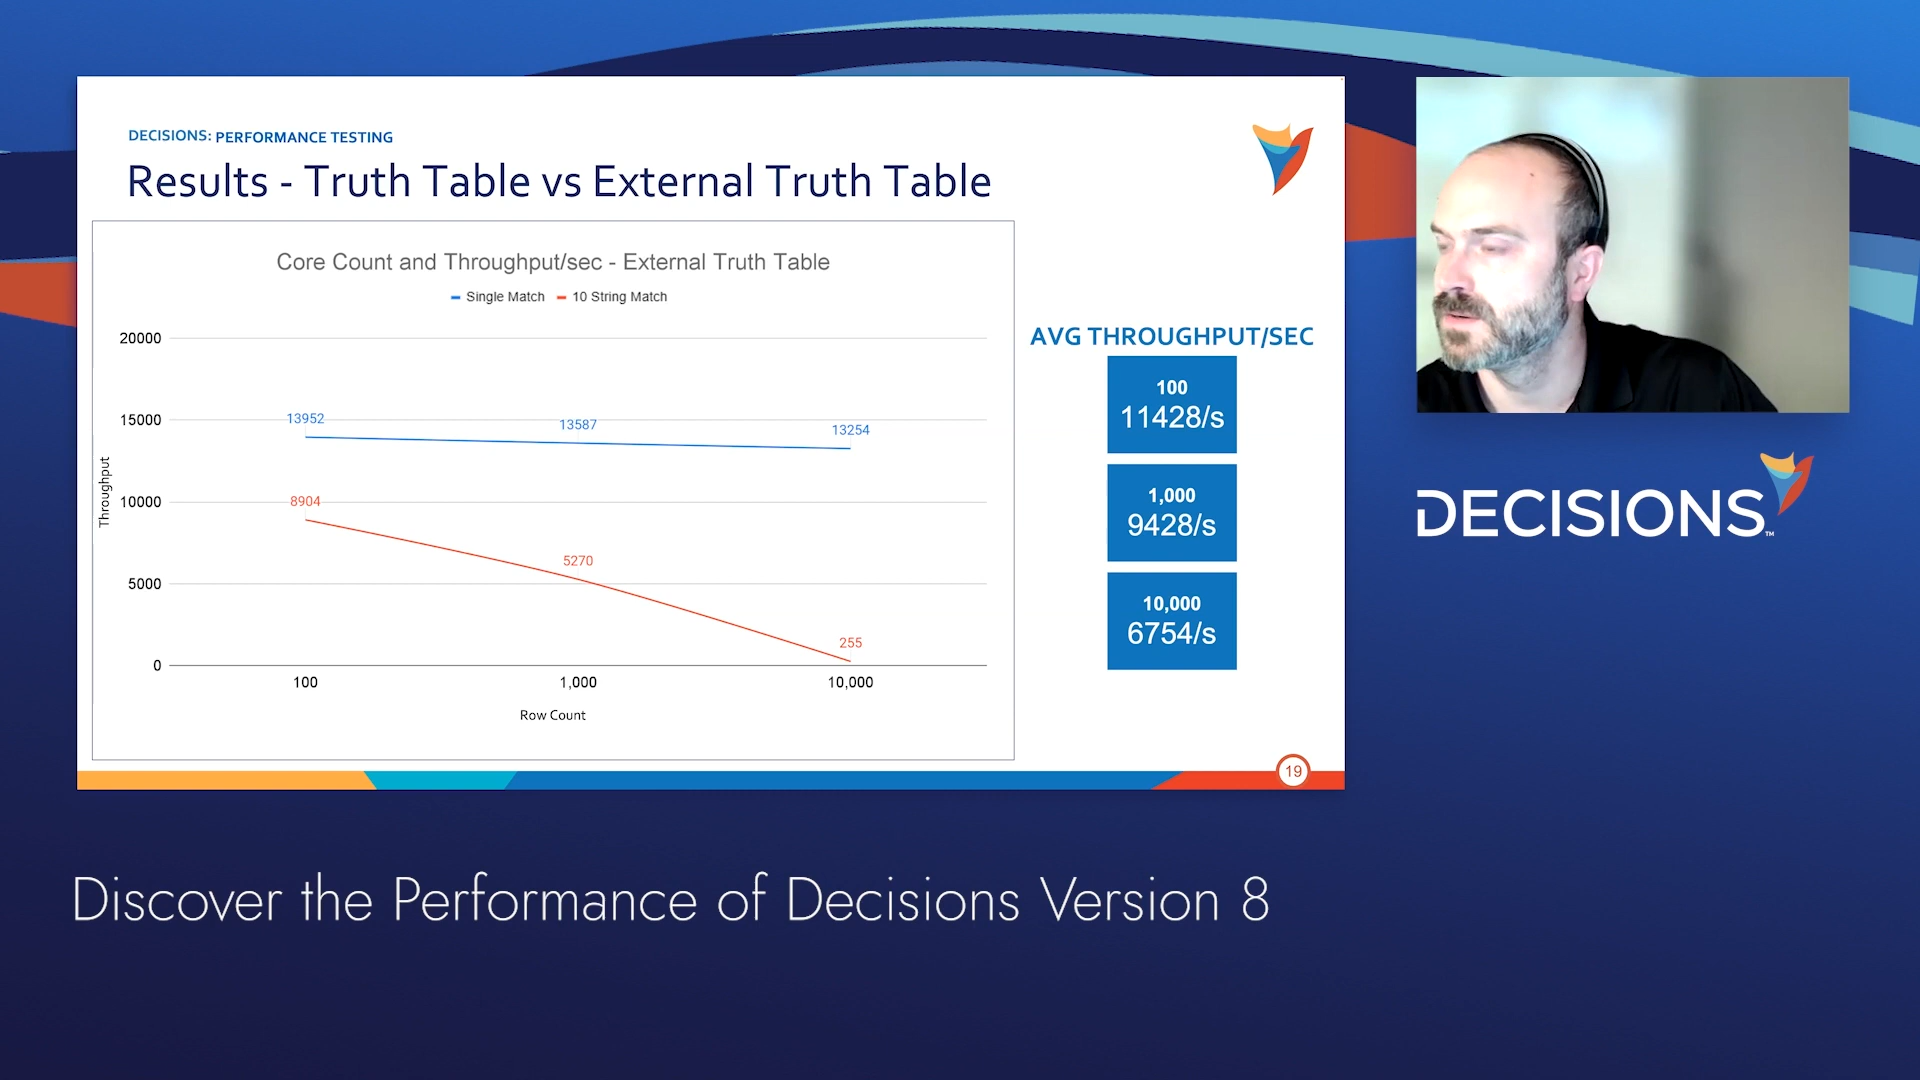 DECISIONS: PERFORMANCE TESTING
Results - Truth Table vs External Truth Table
Core Count and Throughput/sec - External Truth Table
Single Match 10 String Match
20000
15000
10000
5000
0
Throughput
13952
13587
13254
8904
5270
255
100 1,000 10,000
Row Count
AVG THROUGHPUT/SEC
100
11428/s
1,000
9428/s
10,000
6754/s
19
DECISIONS™
Discover the Performance of Decisions Version 8